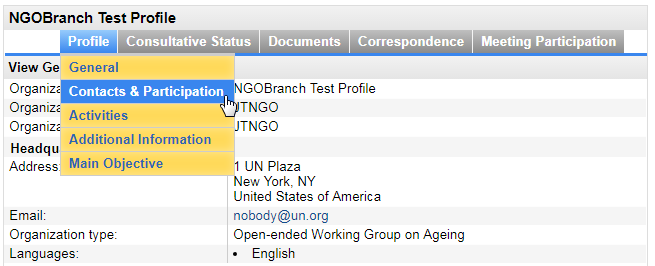 NGOBranch Test Profile
Profile Consultative Status Documents Correspondence Meeting Participation
View Ge
General
Organiza NGOBranch Test Profile
Contacts & Participation
Organiza JTNGO
Activities
Organiza JTNGO
Additional Information
Headqu
Main Objective
Address: 1 UN Plaza
New York, NY
United States of America
Email: nobody@un.org
Organization type: Open-ended Working Group on Ageing
Languages: • English